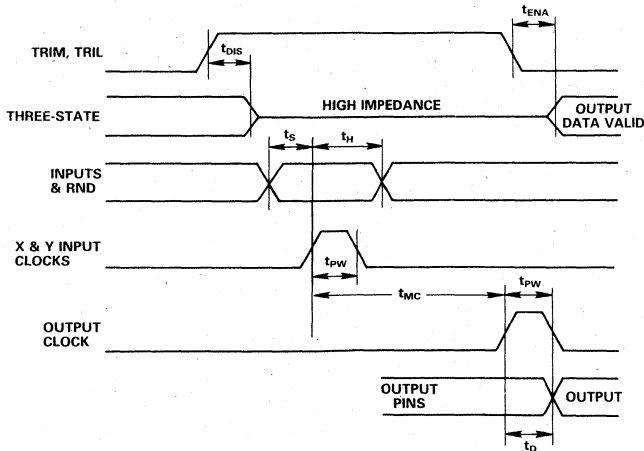 tENA
TRIM, TRIL
tDIS
THREE-STATE
HIGH IMPEDANCE
OUTPUT
DATA VALID
tS
tH
INPUTS
& RND
X & Y INPUT
CLOCKS
tPW
tMC
tPW
OUTPUT
CLOCK
OUTPUT
PINS
OUTPUT
tD